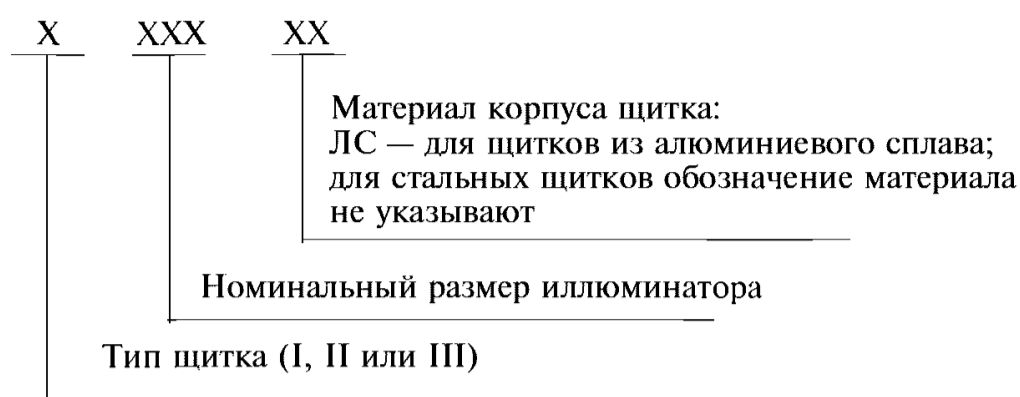 X XXX XX
Материал корпуса щитка:
ЛС — для щитков из алюминиевого сплава;
для стальных щитков обозначение материала
не указывают
Номинальный размер иллюминатора
Тип щитка (I, II или III)